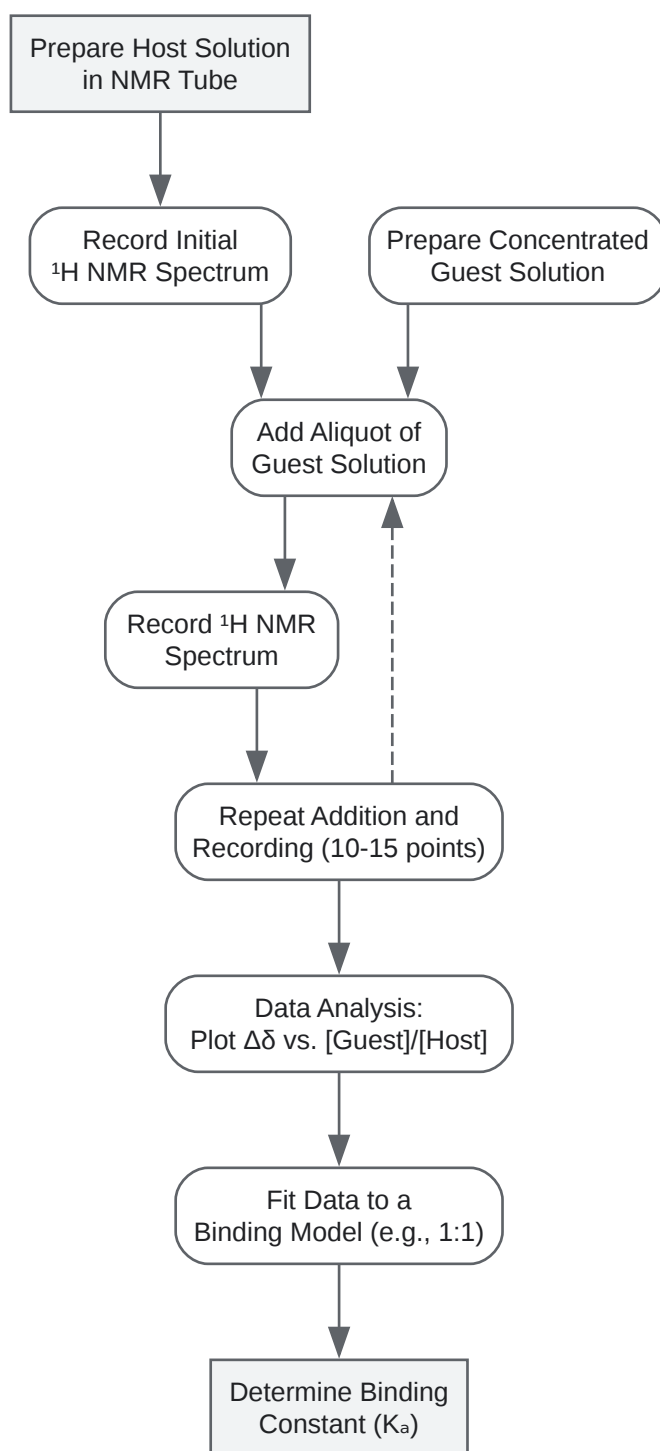 Prepare Host Solution
in NMR Tube
Record Initial
¹H NMR Spectrum
Prepare Concentrated
Guest Solution
Add Aliquot of
Guest Solution
Record ¹H NMR
Spectrum
Repeat Addition and
Recording (10-15 points)
Data Analysis:
Plot Δδ vs. [Guest]/[Host]
Fit Data to a
Binding Model (e.g., 1:1)
Determine Binding
Constant (Kₐ)